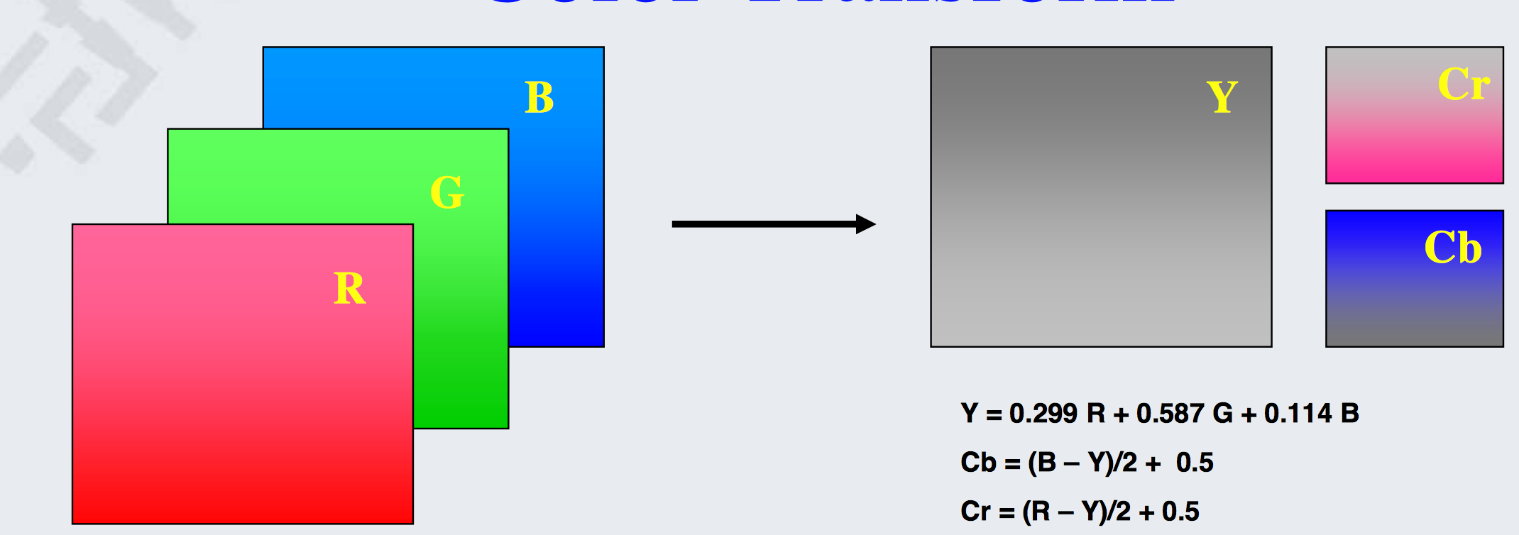 B
G
R
Y
Cr
Cb
Y = 0.299 R + 0.587 G + 0.114 B
Cb = (B – Y)/2 + 0.5
Cr = (R – Y)/2 + 0.5